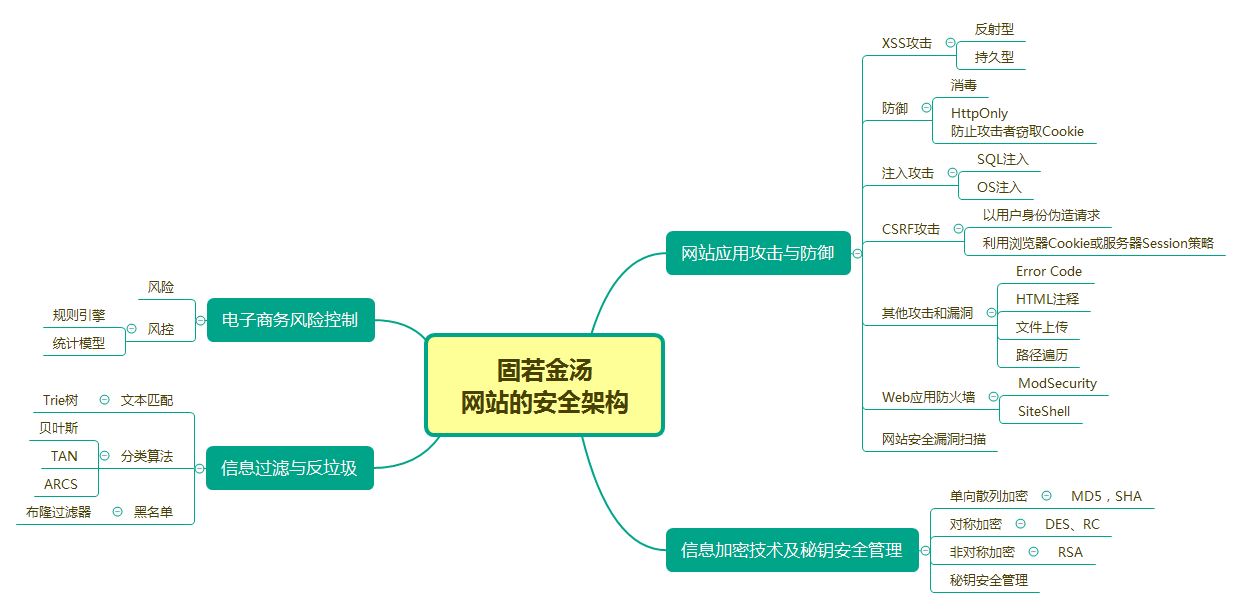 固若金汤
网站的安全架构
网站应用攻击与防御
XSS攻击
反射型
持久型
防御
消毒
HttpOnly
防止攻击者窃取Cookie
注入攻击
SQL注入
OS注入
CSRF攻击
以用户身份伪造请求
利用浏览器Cookie或服务器Session策略
其他攻击和漏洞
Error Code
HTML注释
文件上传
路径遍历
Web应用防火墙
ModSecurity
SiteShell
网站安全漏洞扫描
信息加密技术及秘钥安全管理
单向散列加密
MD5，SHA
对称加密
DES、RC
非对称加密
RSA
秘钥安全管理
电子商务风险控制
风险
风控
规则引擎
统计模型
信息过滤与反垃圾
文本匹配
Trie树
分类算法
贝叶斯
TAN
ARCS
黑名单
布隆过滤器